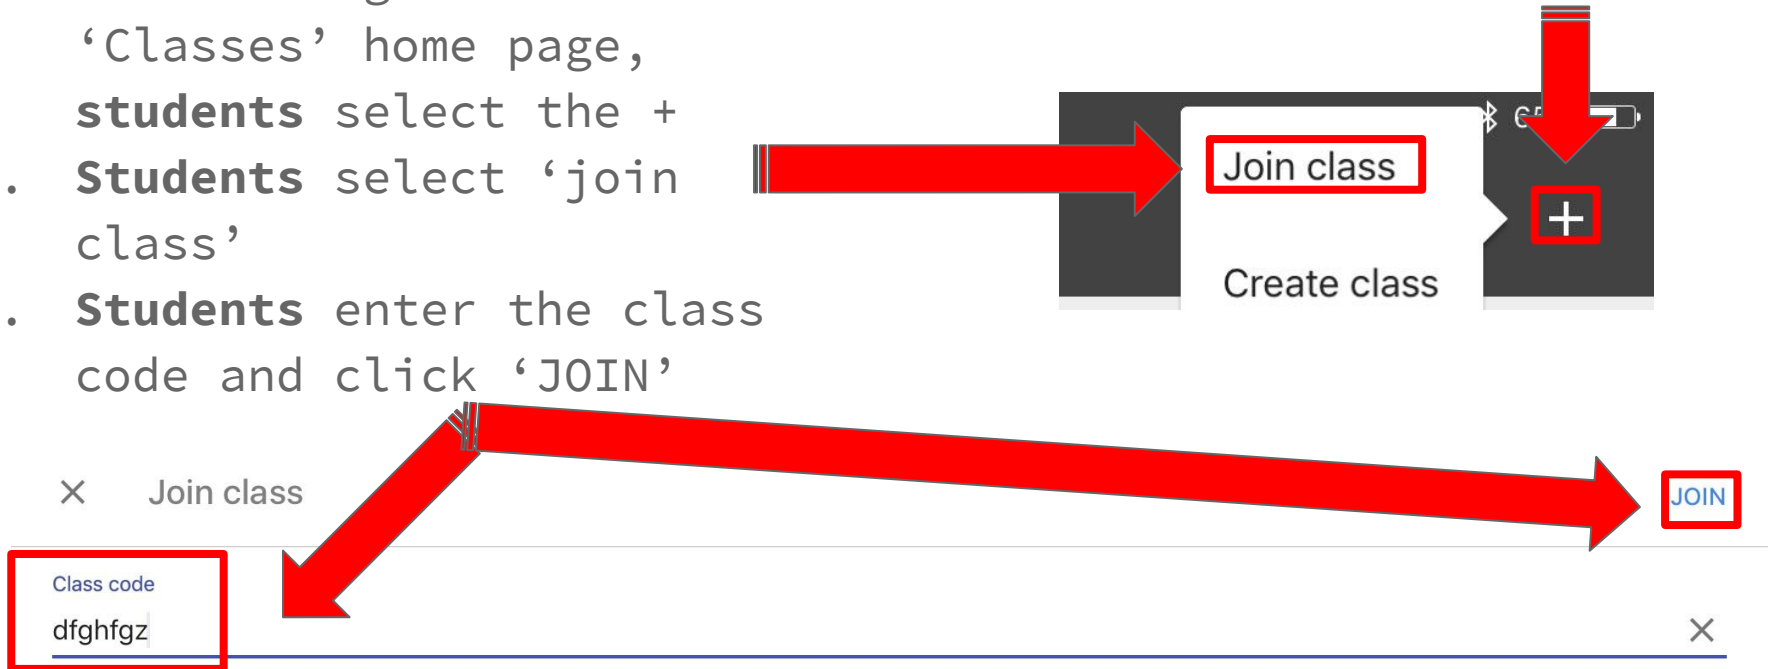 ‘Classes’ home page,
students select the +
. Students select ‘join
class’
. Students enter the class
code and click ‘JOIN’
Join class
+
Create class
× Join class
JOIN
Class code
dfghfgz
×